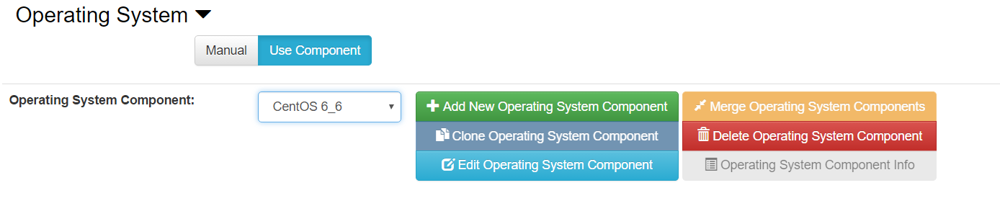 Operating System
Manual
Use Component
Operating System Component:
CentOS 6_6
Add New Operating System Component
Merge Operating System Components
Clone Operating System Component
Delete Operating System Component
Edit Operating System Component
Operating System Component Info